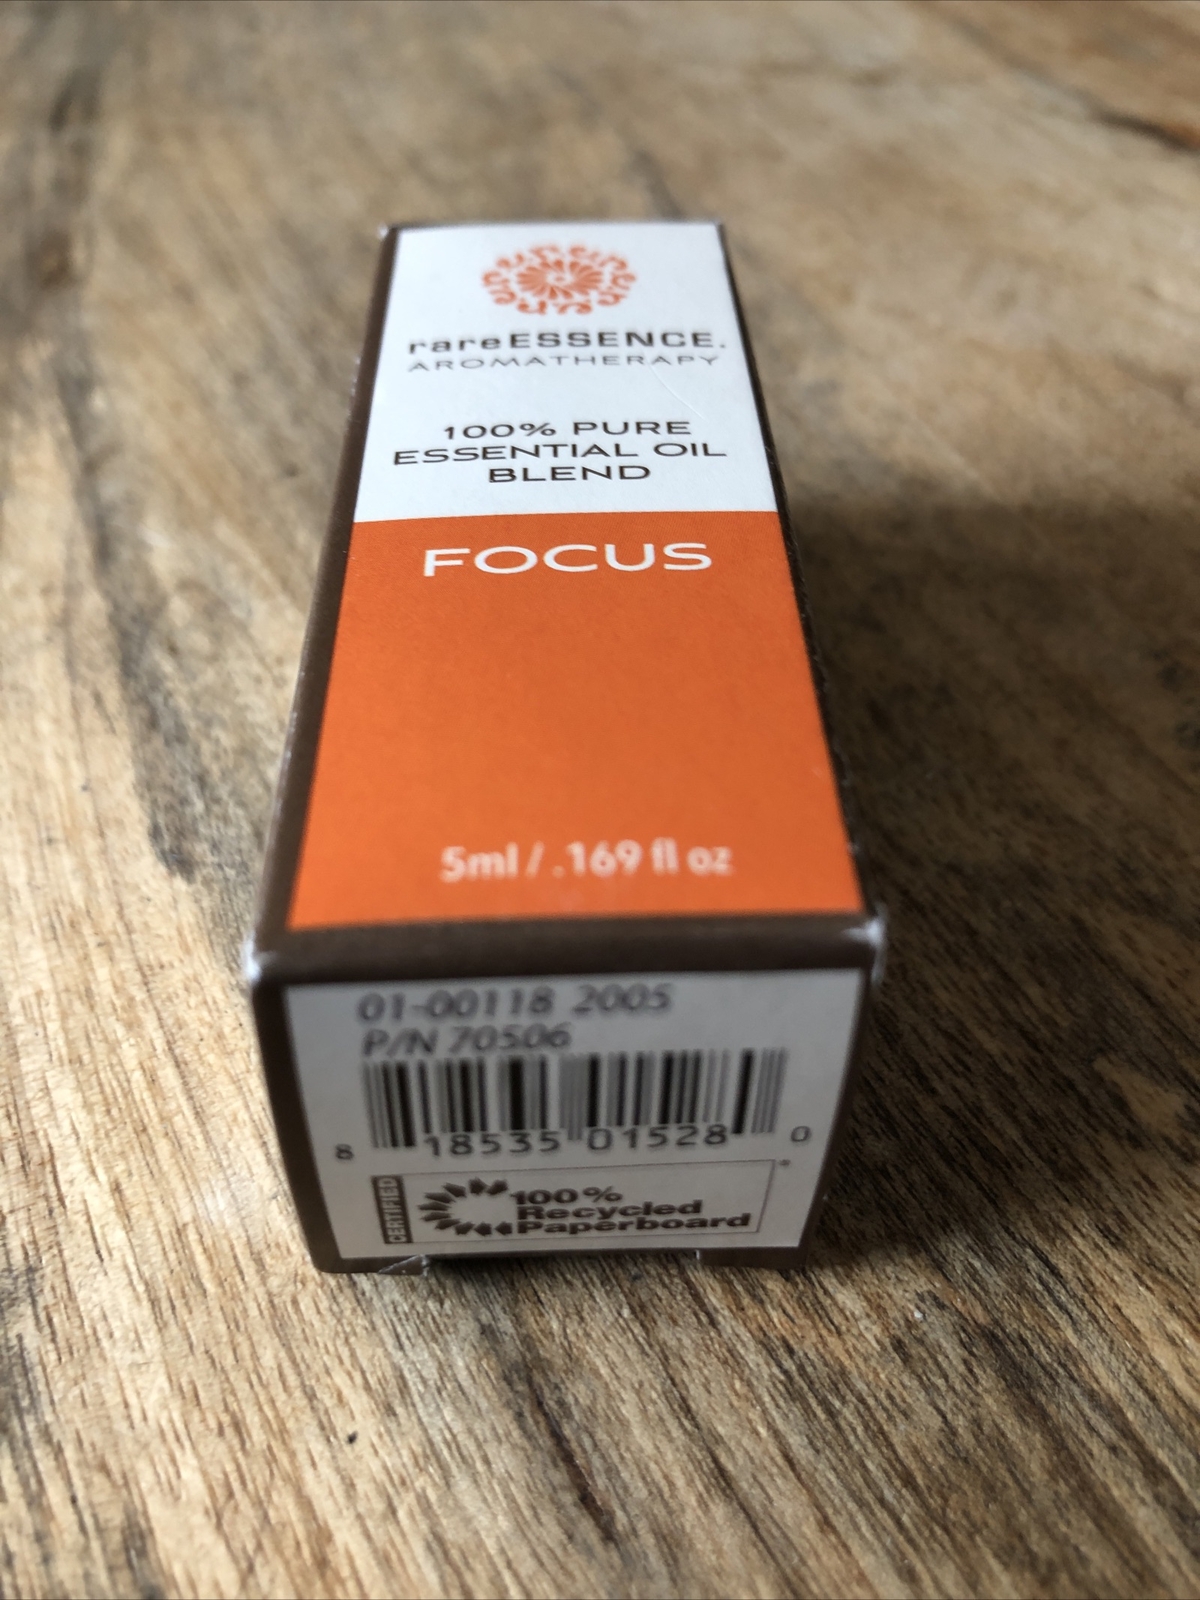 rareESSENCE.
AROMATHERAPY
100% PURE
ESSENTIAL OIL
BLEND
FOCUS
5ml / .169 fl oz
01-00118 2005
P/N 70506
8 18535 01528 0
CERTIFIED
100%
Recycled
Paperboard